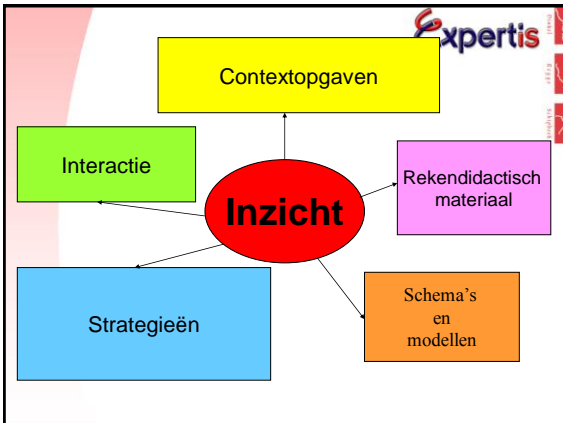 Expertis
Contextopgaven
Interactie
Rekendidactisch
materiaal
Inzicht
Strategieën
Schema's
en
modellen